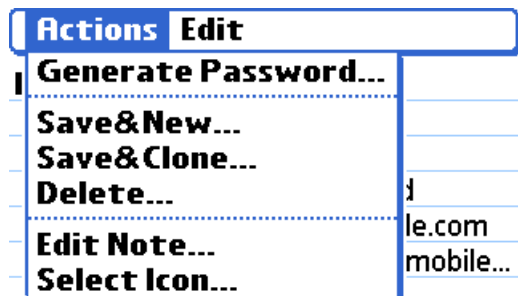 Actions Edit
Generate Password...
Save&New...
Save&Clone...
Delete...
le.com
Edit Note...
mobile...
Select Icon...